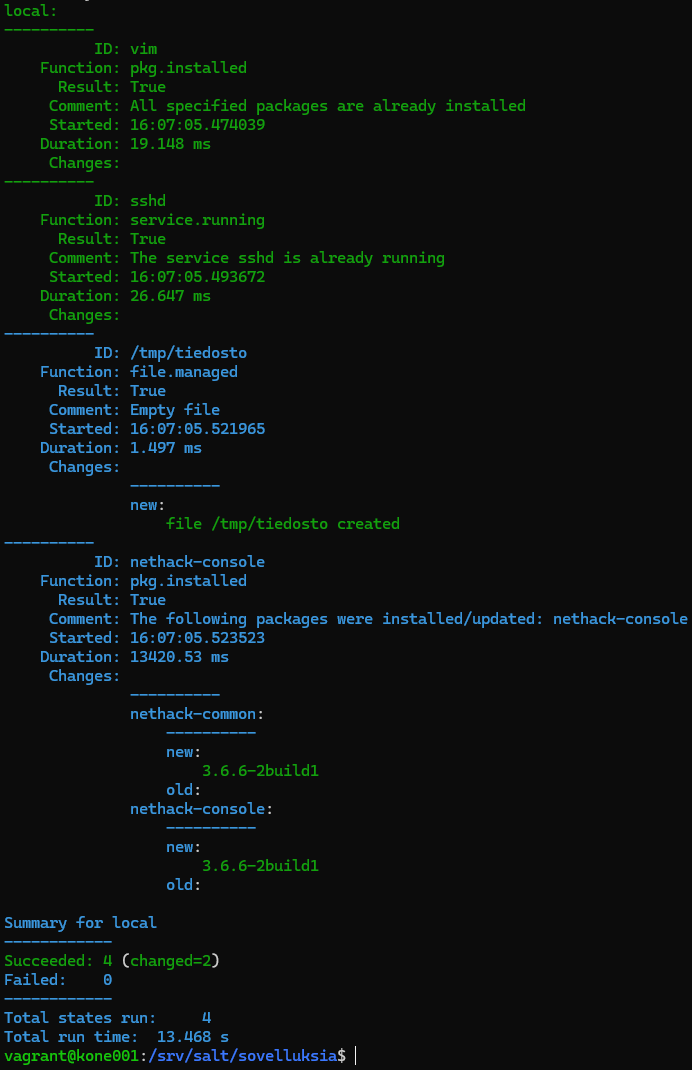 local:
----------
          ID: vim
    Function: pkg.installed
      Result: True
     Comment: All specified packages are already installed
     Started: 16:07:05.474039
    Duration: 19.148 ms
     Changes:
----------
          ID: sshd
    Function: service.running
      Result: True
     Comment: The service sshd is already running
     Started: 16:07:05.493672
    Duration: 26.647 ms
     Changes:
----------
          ID: /tmp/tiedosto
    Function: file.managed
      Result: True
     Comment: Empty file
     Started: 16:07:05.521965
    Duration: 1.497 ms
     Changes:
              ----------
              new:
                  file /tmp/tiedosto created
----------
          ID: nethack-console
    Function: pkg.installed
      Result: True
     Comment: The following packages were installed/updated: nethack-console
     Started: 16:07:05.523523
    Duration: 13420.53 ms
     Changes:
              ----------
              nethack-common:
                  ----------
                  new:
                      3.6.6-2build1
                  old:
              nethack-console:
                  ----------
                  new:
                      3.6.6-2build1
                  old:

Summary for local
------------
Succeeded: 4 (changed=2)
Failed:    0
------------
Total states run:     4
Total run time:  13.468 s
vagrant@kone001:/srv/salt/sovelluksia$